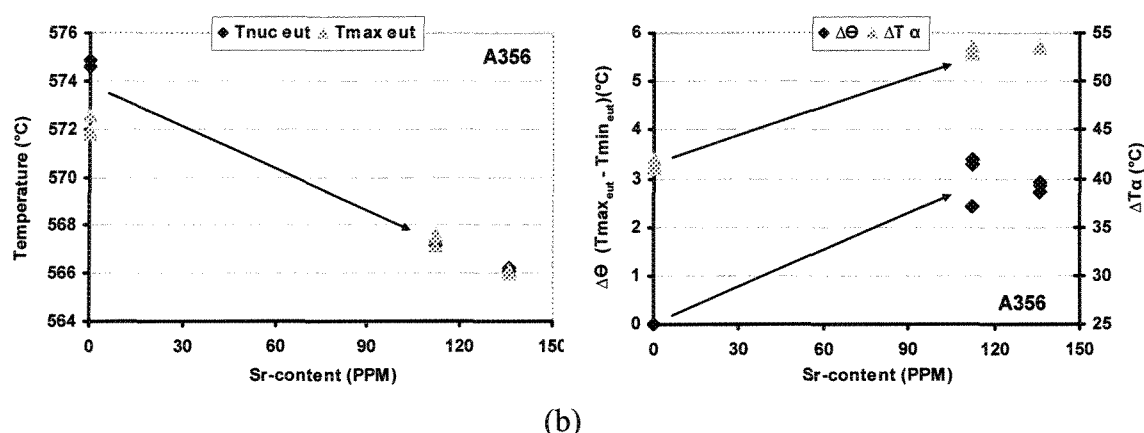 Tnuc eut Tmax eut
A356
Temperature (°C)
576
574
572
570
568
566
564
0 30 60 90 120 150
Sr-content (PPM)
ΔΘ ΔT α
A356
ΔΘ (Tmaxeut - Tmineut)(°C)
6
5
4
3
2
1
0
55
50
45
40
35
30
25
ΔTα (°C)
0 30 60 90 120 150
Sr-content (PPM)
(b)